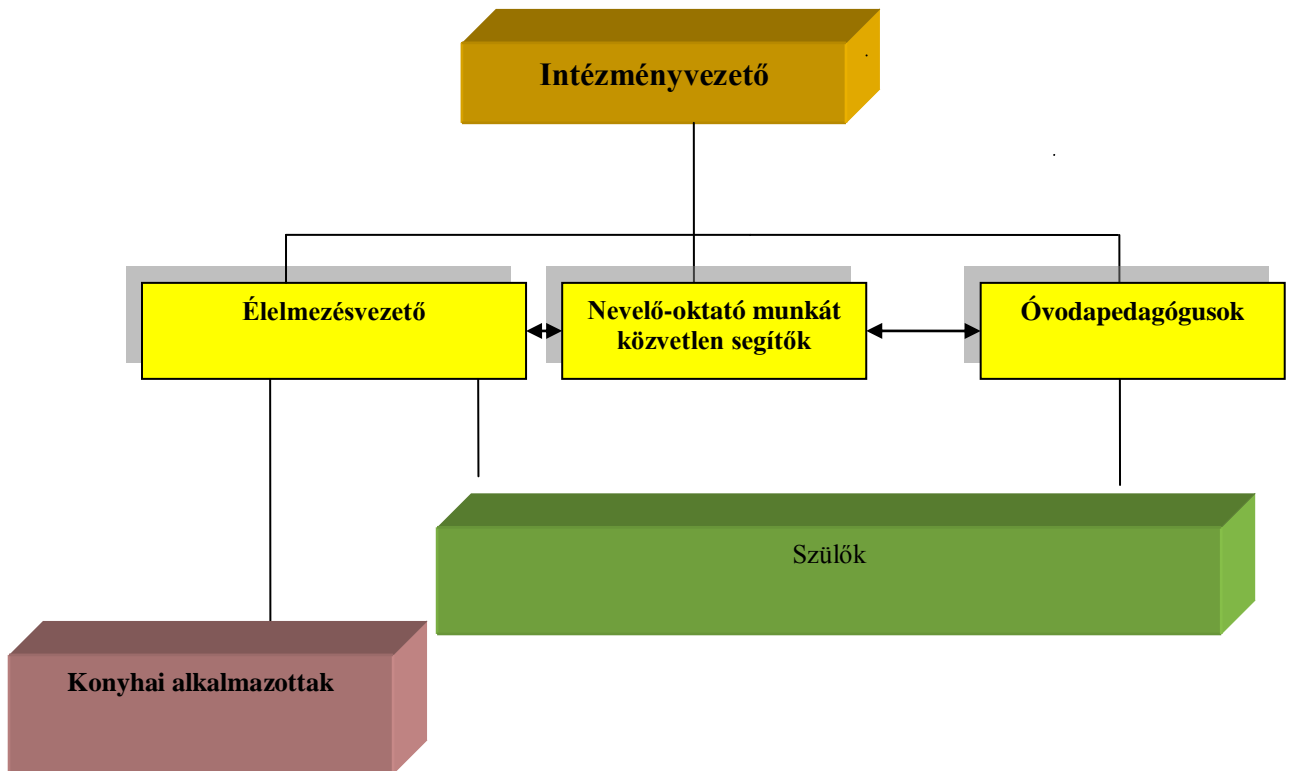 Intézményvezető
Élelmezésvezető
Nevelő-oktató munkát
közvetlen segítők
Óvodapedagógusok
Szülők
Konyhai alkalmazottak